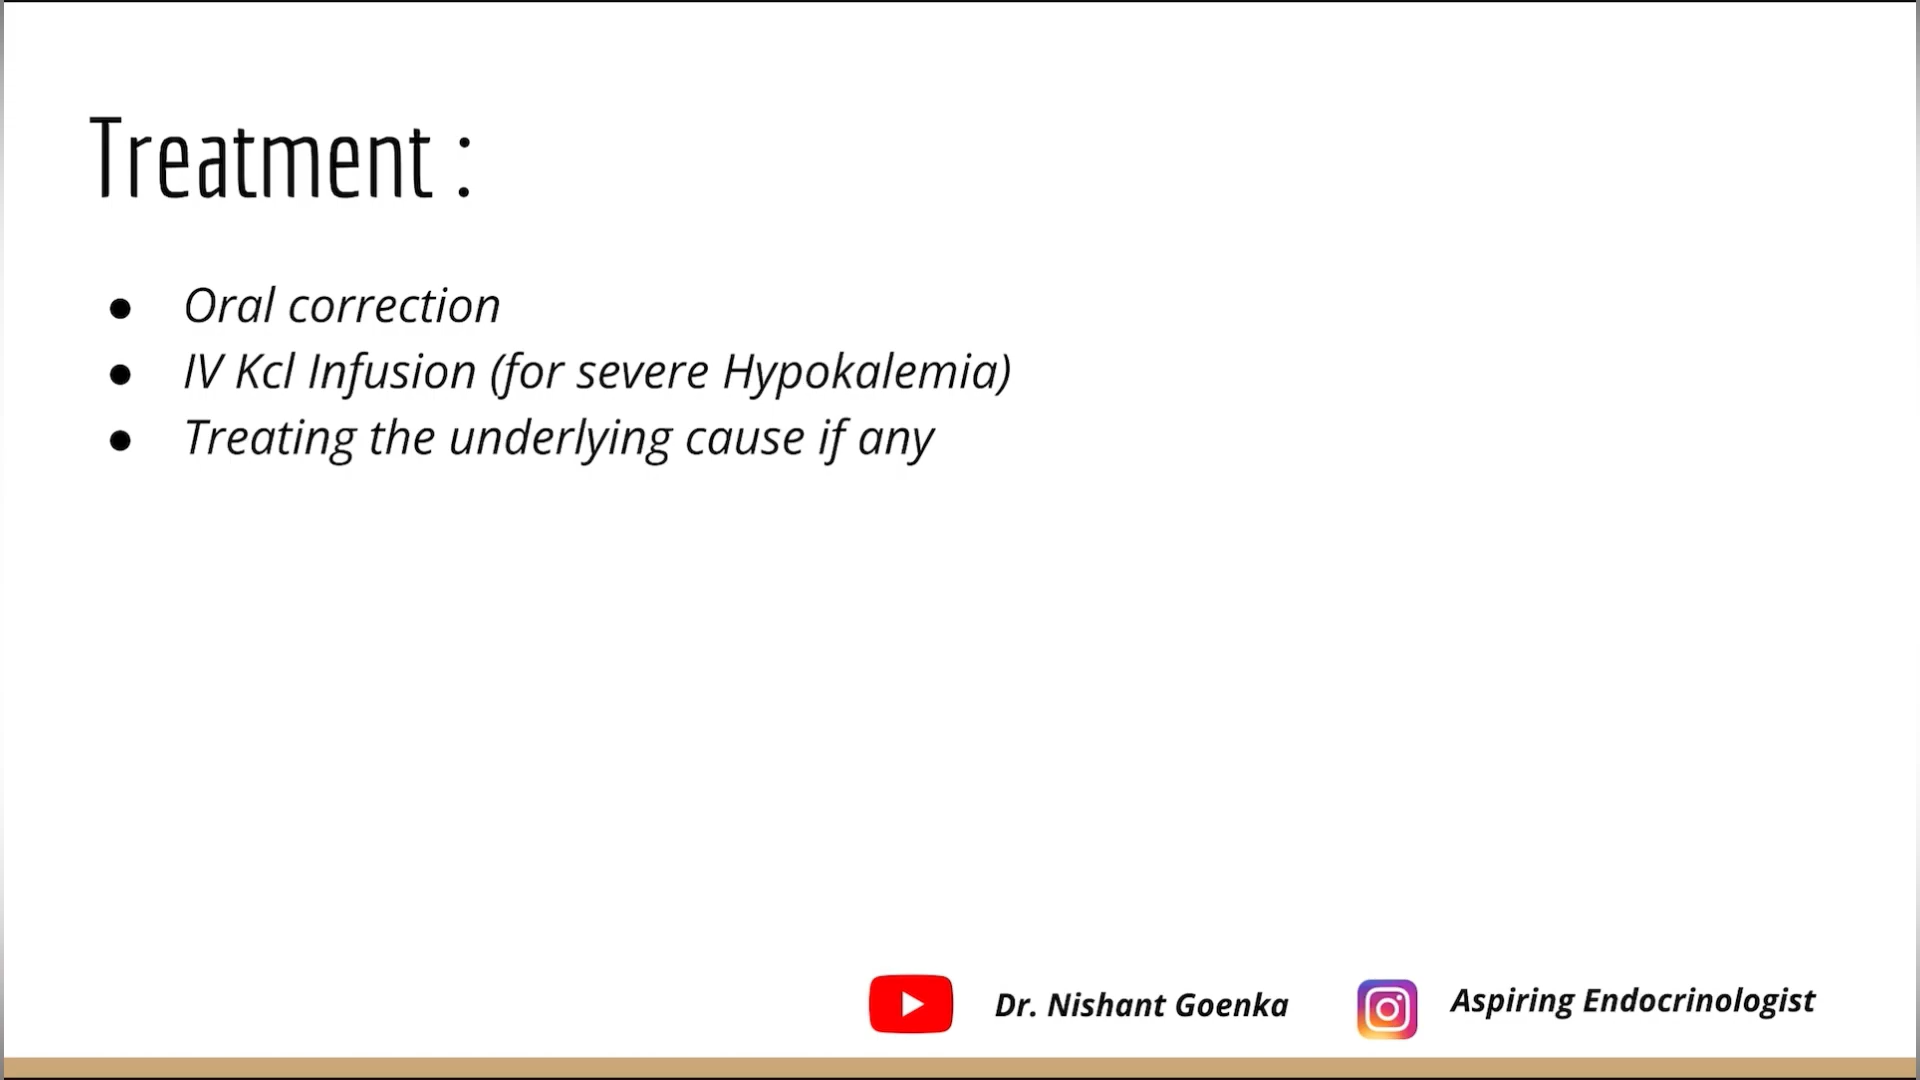 Treatment :
● Oral correction
● IV Kcl Infusion (for severe Hypokalemia)
● Treating the underlying cause if any
Dr. Nishant Goenka
Aspiring Endocrinologist